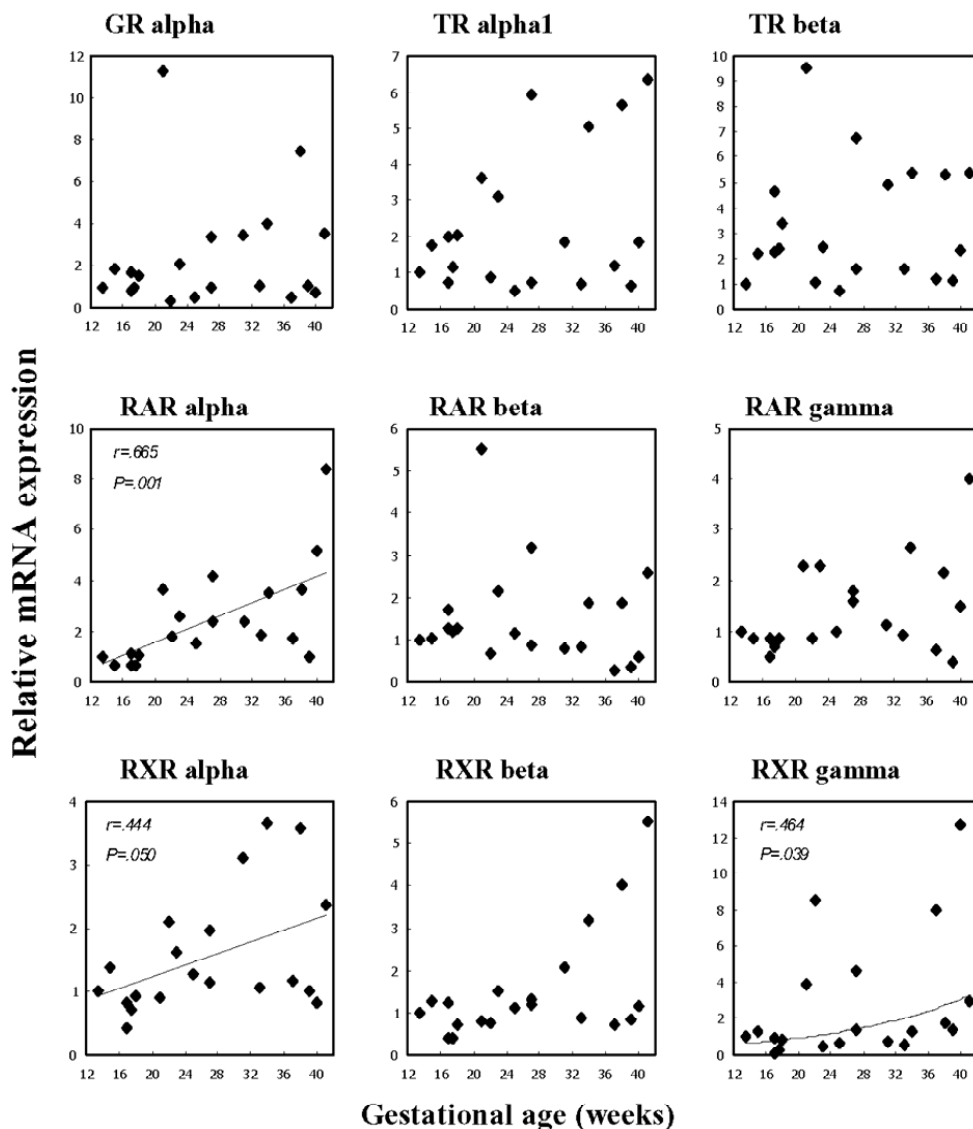 GR alpha TR alpha1 TR beta
12 10 8 6 4 2 0
12 16 20 24 28 32 36 40
7 6 5 4 3 2 1 0
12 16 20 24 28 32 36 40
10 9 8 7 6 5 4 3 2 1 0
12 16 20 24 28 32 36 40
Relative mRNA expression
RAR alpha RAR beta RAR gamma
r=.665
P=.001
10 8 6 4 2 0
12 16 20 24 28 32 36 40
6 5 4 3 2 1 0
12 16 20 24 28 32 36 40
5 4 3 2 1 0
12 16 20 24 28 32 36 40
RXR alpha RXR beta RXR gamma
r=.444
P=.050
4 3 2 1 0
12 16 20 24 28 32 36 40
6 5 4 3 2 1 0
12 16 20 24 28 32 36 40
r=.464
P=.039
14 12 10 8 6 4 2 0
12 16 20 24 28 32 36 40
Gestational age (weeks)